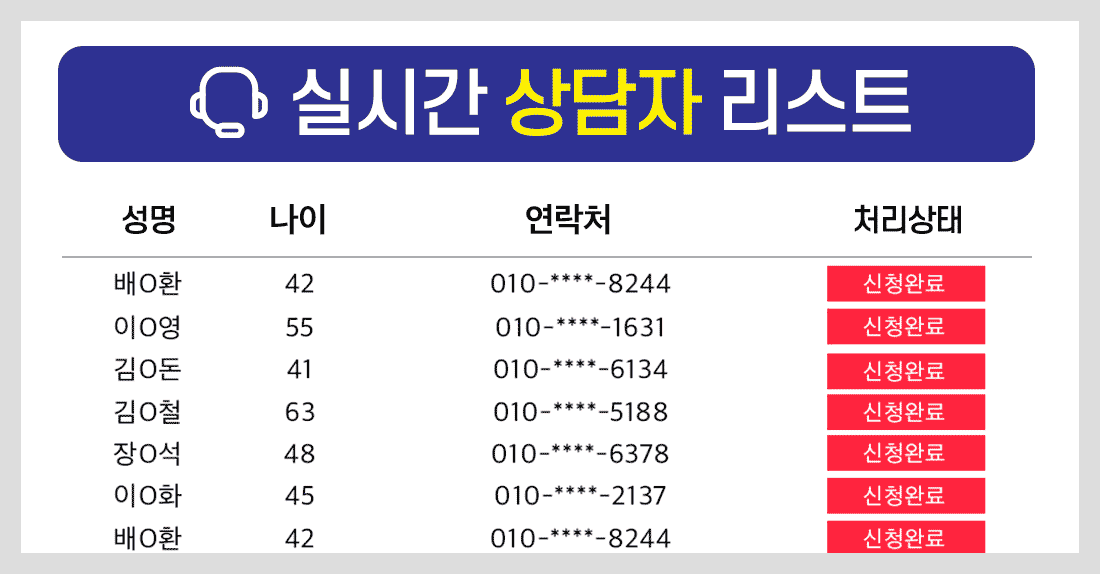 실시간 상담자 리스트
성명 나이 연락처 처리상태
배O환 42 010-****-8244 신청완료
이O영 55 010-****-1631 신청완료
김O돈 41 010-****-6134 신청완료
김O철 63 010-****-5188 신청완료
장O석 48 010-****-6378 신청완료
이O화 45 010-****-2137 신청완료
배O환 42 010-****-8244 신청완료